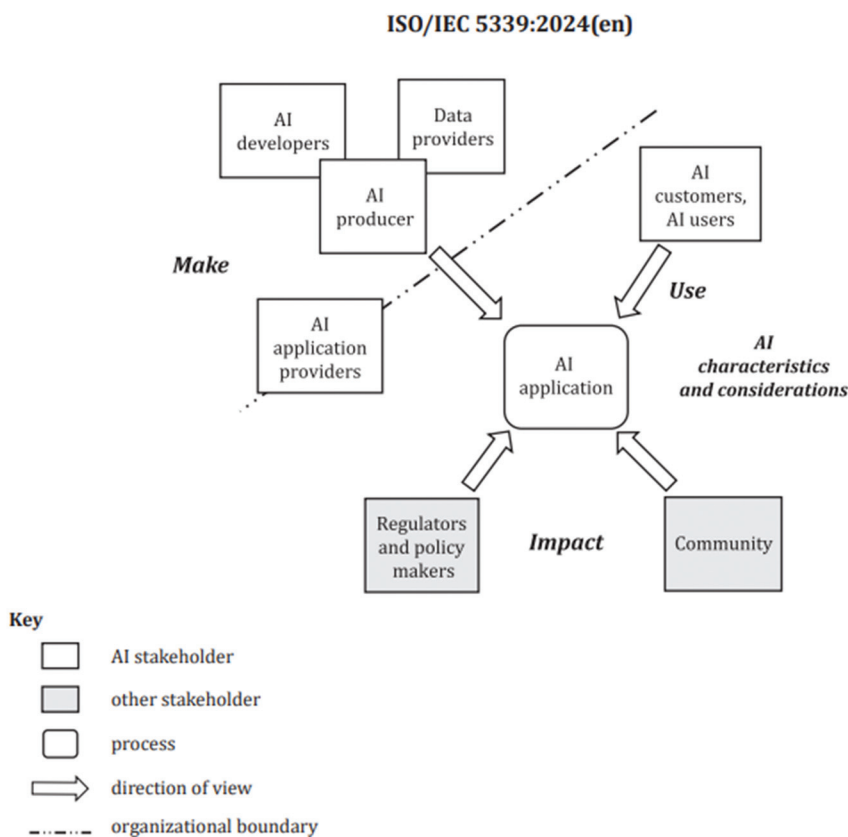 ISO/IEC 5339:2024(en)
AI
developers
Data
providers
AI
producer
AI
customers,
AI users
Make
Use
AI
application
providers
AI
application
AI
characteristics
and considerations
Regulators
and policy
makers
Impact
Community
Key
AI stakeholder
other stakeholder
process
direction of view
organizational boundary